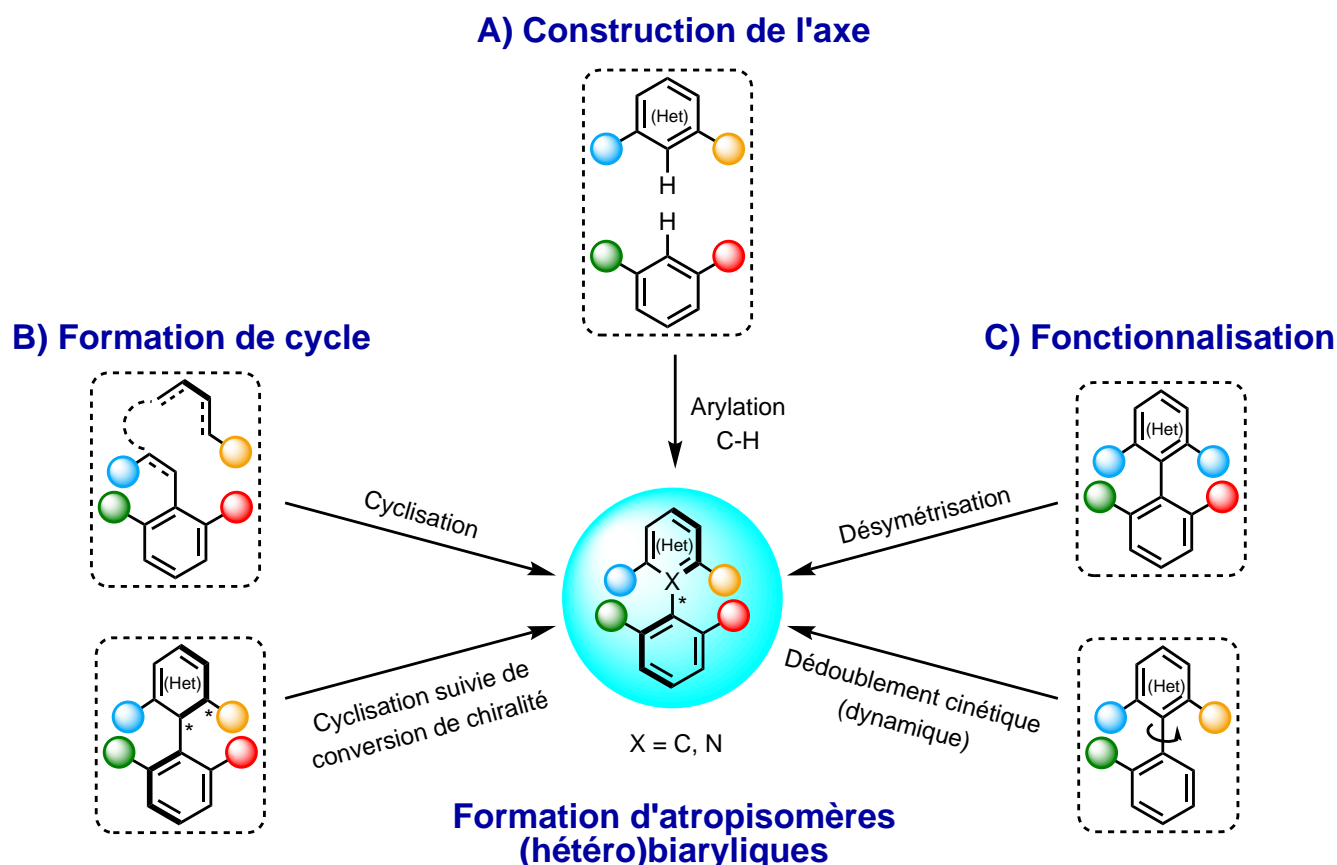 A) Construction de l'axe
(Het)
H
H
B) Formation de cycle
C) Fonctionnalisation
Arylation
C-H
(Het)
Cyclisation
Désymétrisation
(Het)
X
*
(Het)
*
*
Cyclisation suivie de
conversion de chiralité
Dédoublement cinétique
(dynamique)
(Het)
X = C, N
Formation d'atropisomères
(hétéro)biaryliques